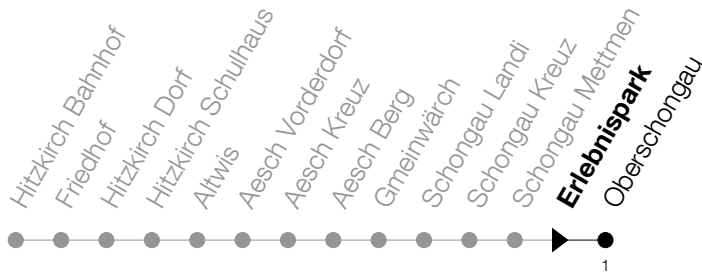 Hitzkirch Bahnhof
Friedhof
Hitzkirch Dorf
Hitzkirch Schulhaus
Altwis
Aesch Vorderdorf
Aesch Kreuz
Aesch Berg
Gmeinwärch
Schongau Landi
Schongau Kreuz
Schongau Mettmen
Erlebnispark
Oberschongau
1